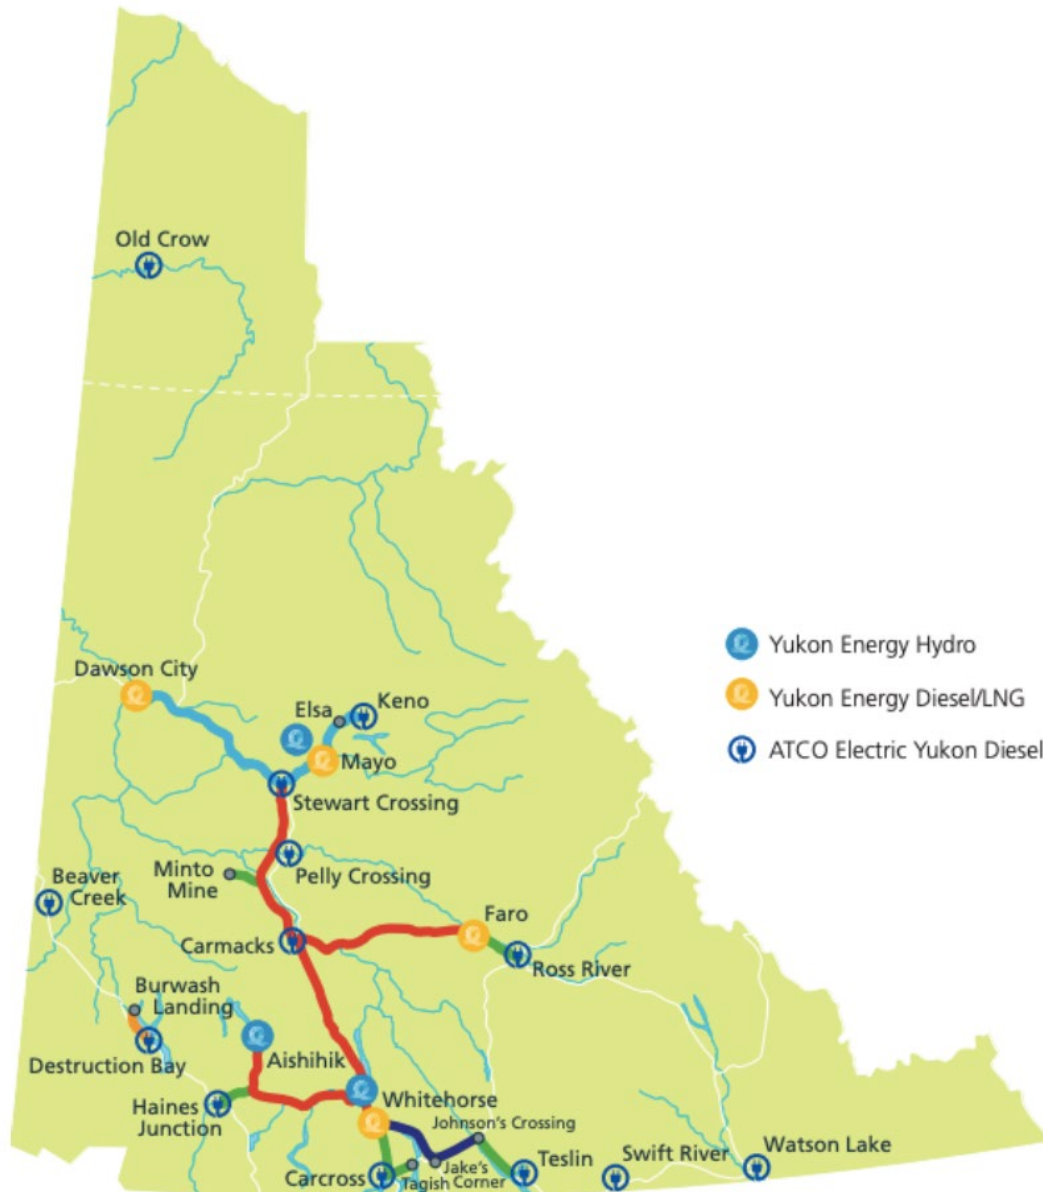 Old Crow
Dawson City
Elsa
Keno
Mayo
Stewart Crossing
Yukon Energy Hydro
Yukon Energy Diesel/LNG
ATCO Electric Yukon Diesel
Minto
Mine
Pelly Crossing
Beaver
Creek
Faro
Carmacks
Ross River
Burwash
Landing
Destruction Bay
Aishihik
Haines
Junction
Whitehorse
Johnson's Crossing
Carcross
Tagish
Jake's
Corner
Teslin
Swift River
Watson Lake